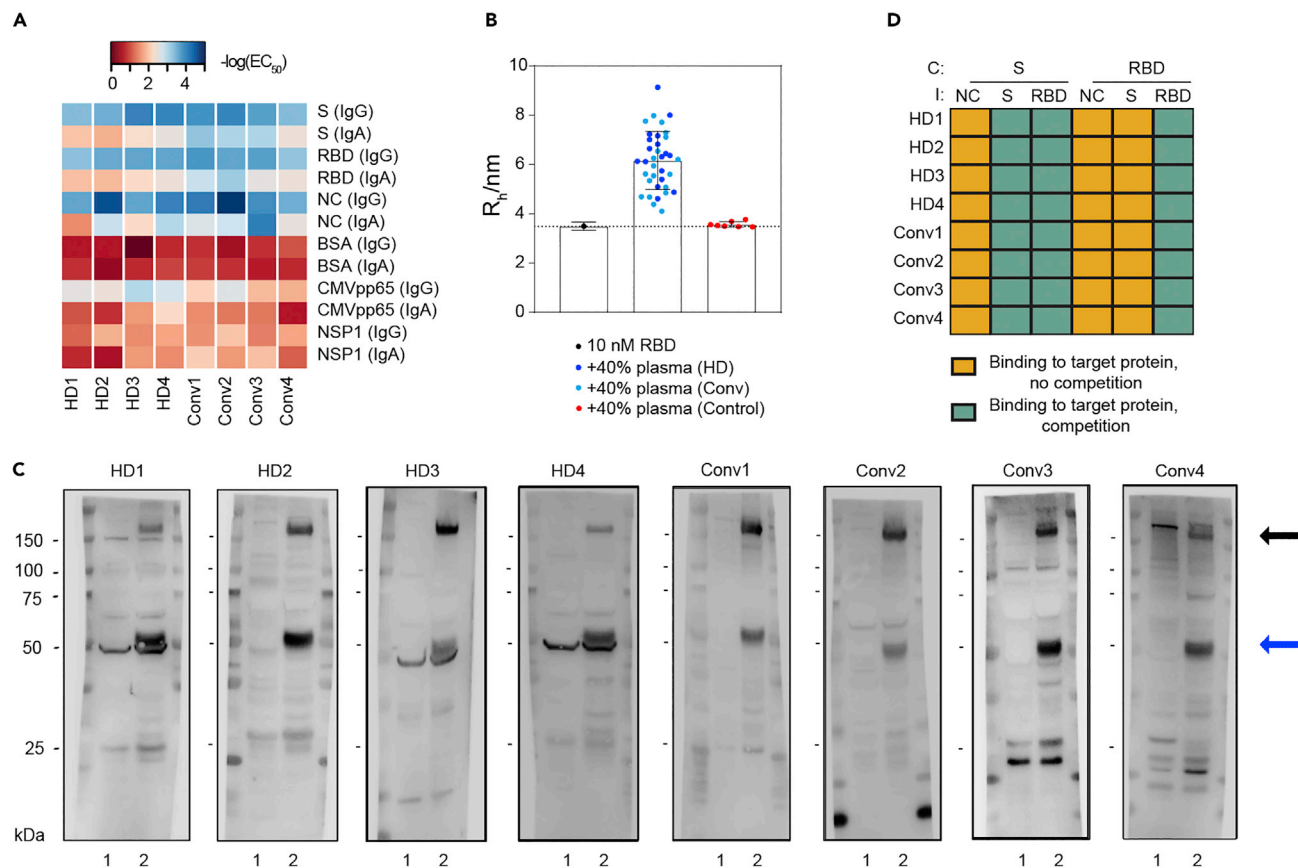 A
-log(EC50)
0 2 4
S (IgG)
S (IgA)
RBD (IgG)
RBD (IgA)
NC (IgG)
NC (IgA)
BSA (IgG)
BSA (IgA)
CMVpp65 (IgG)
CMVpp65 (IgA)
NSP1 (IgG)
NSP1 (IgA)
HD1 HD2 HD3 HD4 Conv1 Conv2 Conv3 Conv4
B
Rh/nm
10
8
6
4
2
0
10 nM RBD
+40% plasma (HD)
+40% plasma (Conv)
+40% plasma (Control)
D
C: S RBD
I: NC S RBD NC S RBD
HD1
HD2
HD3
HD4
Conv1
Conv2
Conv3
Conv4
Binding to target protein,
no competition
Binding to target protein,
competition
C
HD1 HD2 HD3 HD4 Conv1 Conv2 Conv3 Conv4
150 -
100 -
75 -
50 -
25 -
kDa
1 2 1 2 1 2 1 2 1 2 1 2 1 2 1 2